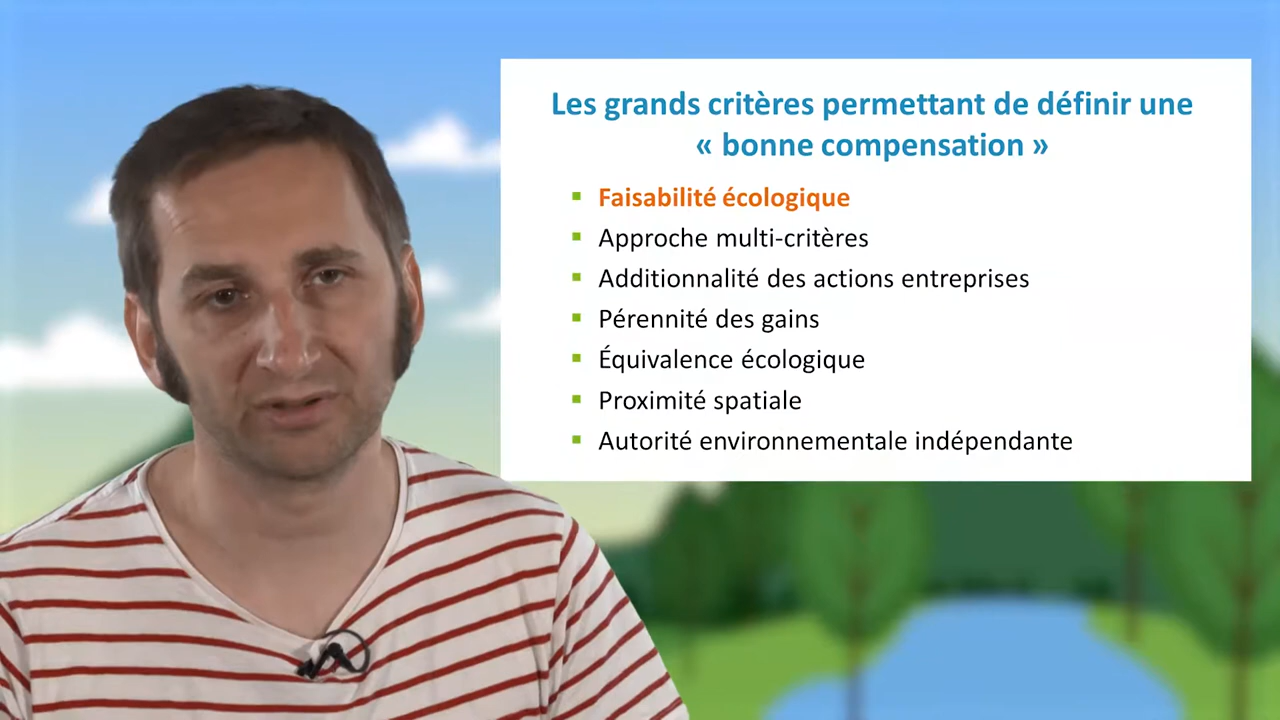 Les grands critères permettant de définir une
« bonne compensation »
Faisabilité écologique
Approche multi-critères
Additionnalité des actions entreprises
Pérennité des gains
Équivalence écologique
Proximité spatiale
Autorité environnementale indépendante